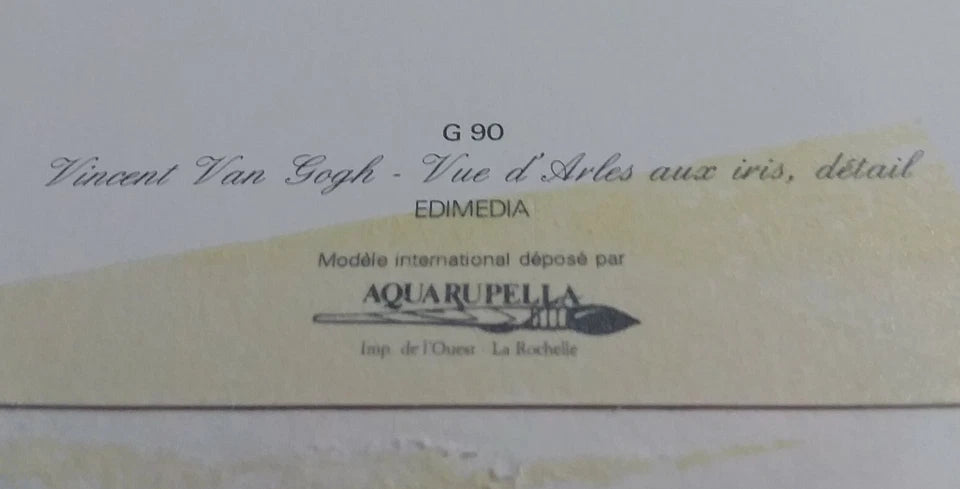 G 90
Vincent Van Gogh - Vue d'Arles aux iris, détail
EDIMEDIA
Modèle international déposé par
AQUARUPELLA
Imp. de l'Ouest La Rochelle